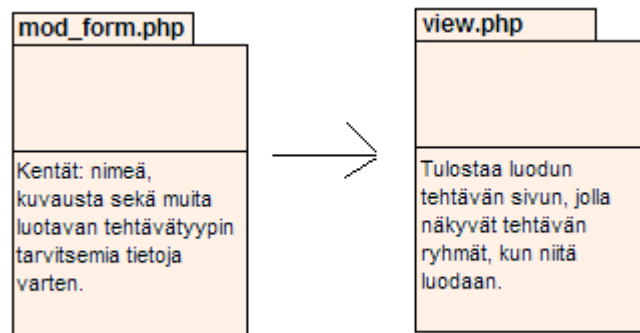 mod_form.php
Kentät: nimeä,
kuvausta sekä muita
luotavan tehtävätyypin
tarvitsemia tietoja
varten.
view.php
Tulostaa luodun
tehtävän sivun, jolla
näkyvät tehtävän
ryhmät, kun niitä
luodaan.